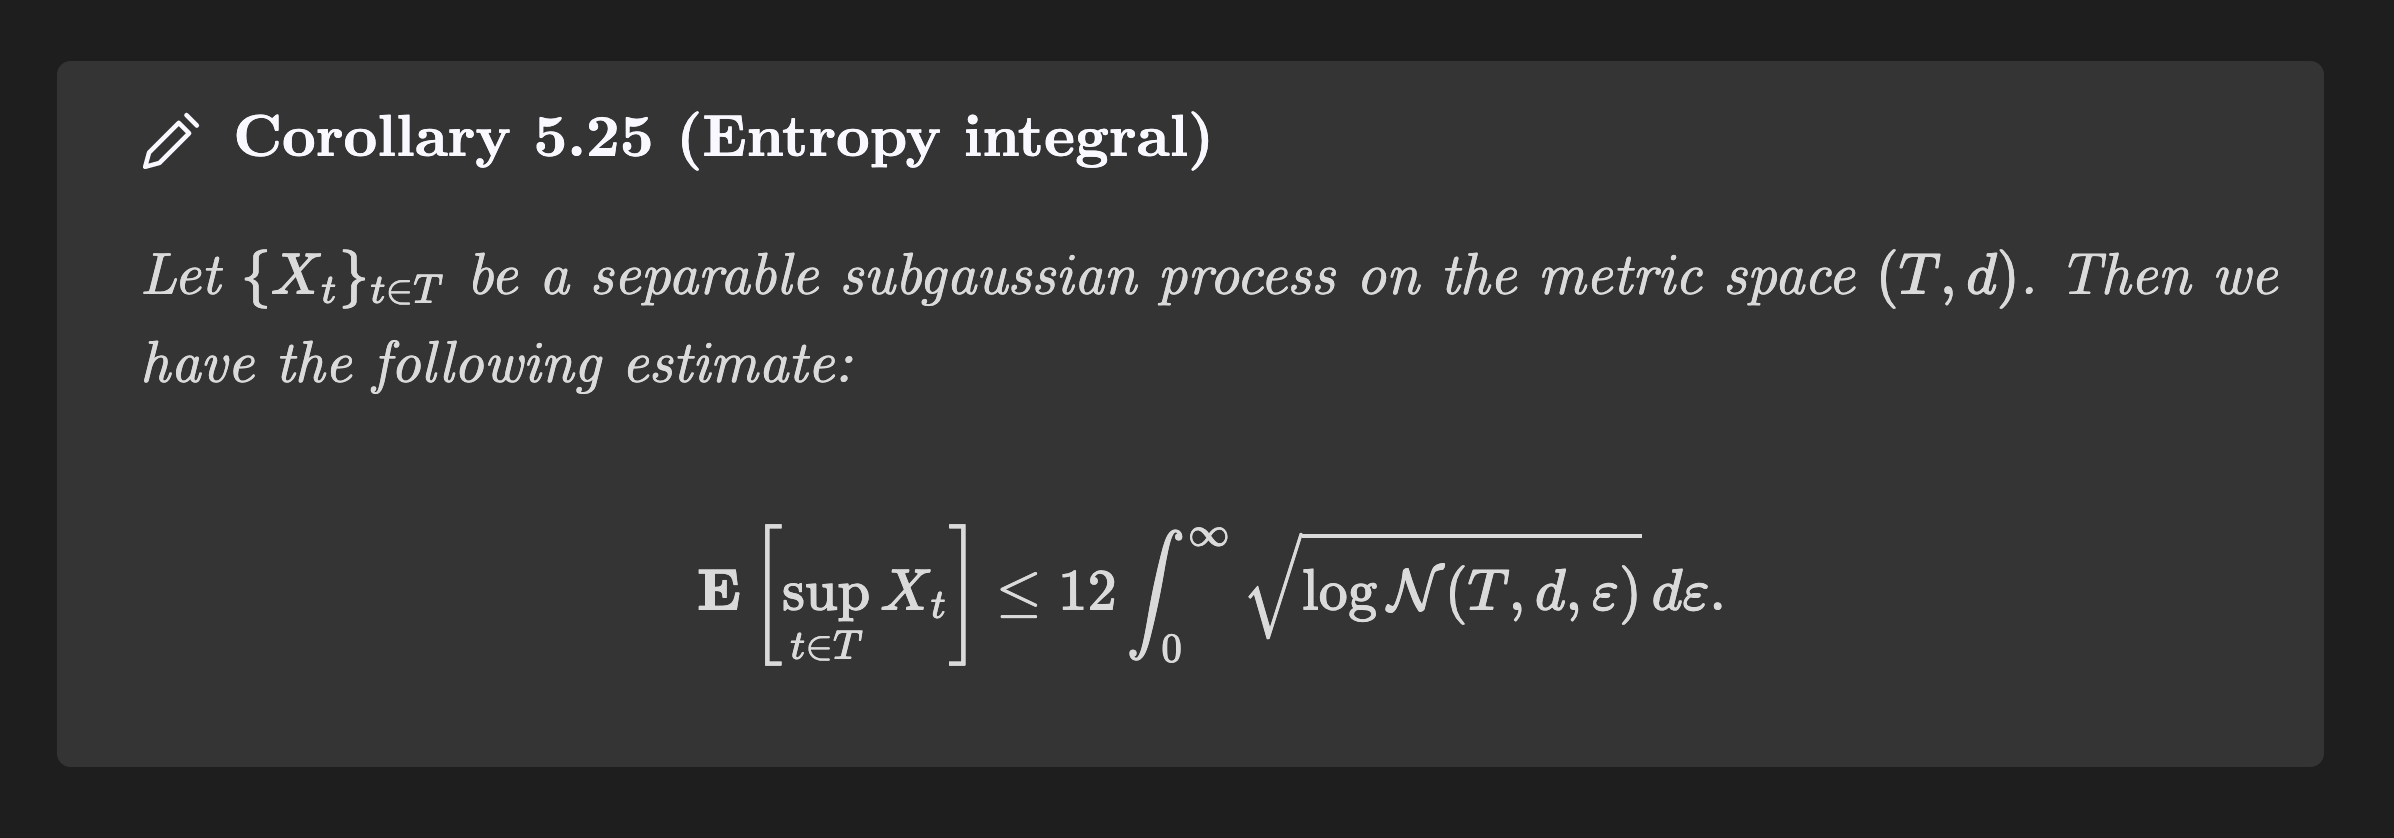 Corollary 5.25 (Entropy integral)
Let $\{X_t\}_{t \in T}$ be a separable subgaussian process on the metric space $(T, d)$. Then we
have the following estimate:
$$\mathbf{E}\left[\sup_{t \in T} X_t\right] \leq 12 \int_0^\infty \sqrt{\log \mathcal{N}(T, d, \varepsilon)}\, d\varepsilon.$$